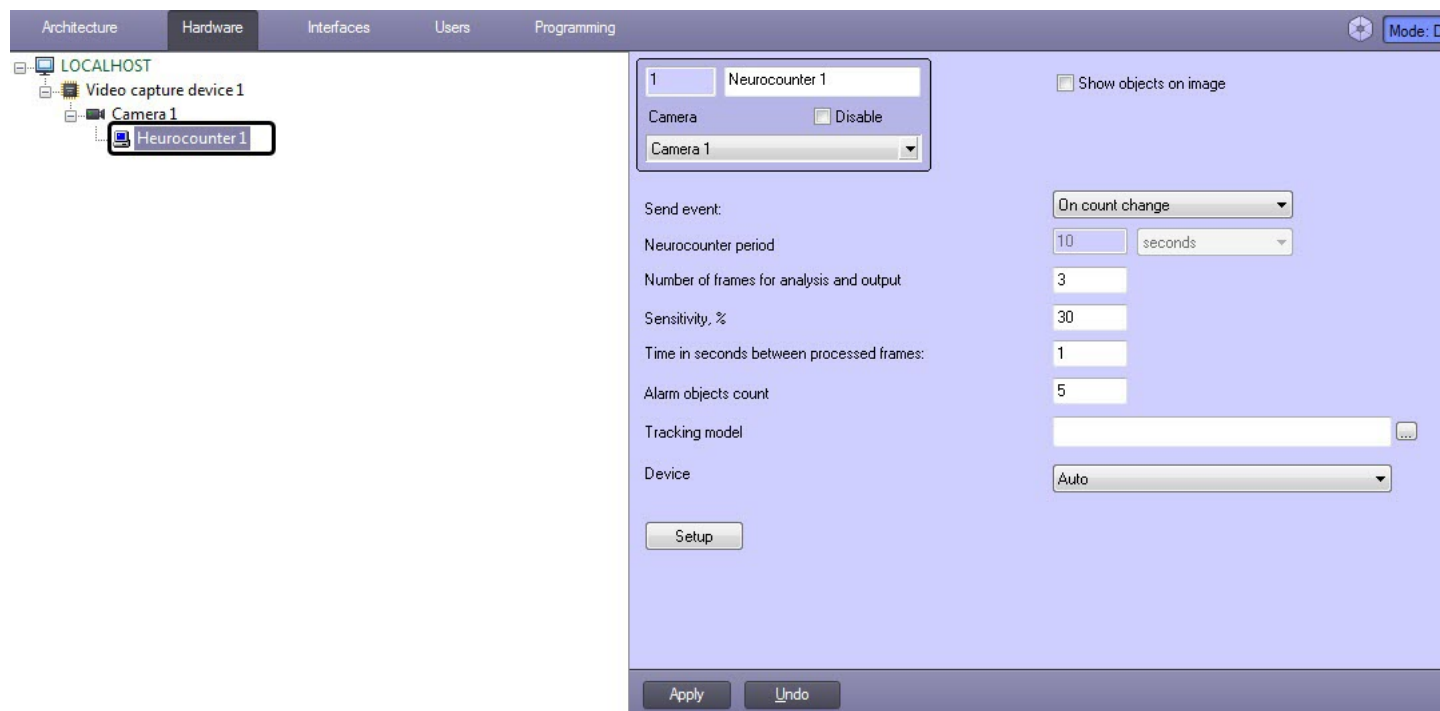 Architecture Hardware Interfaces Users Programming Mode: D
LOCALHOST
Video capture device 1
Camera 1
Heurocounter 1
1 Neurocounter 1
Show objects on image
Camera Disable
Camera 1
Send event: On count change
Neurocounter period 10 seconds
Number of frames for analysis and output 3
Sensitivity, % 30
Time in seconds between processed frames: 1
Alarm objects count 5
Tracking model ...
Device Auto
Setup
Apply Undo